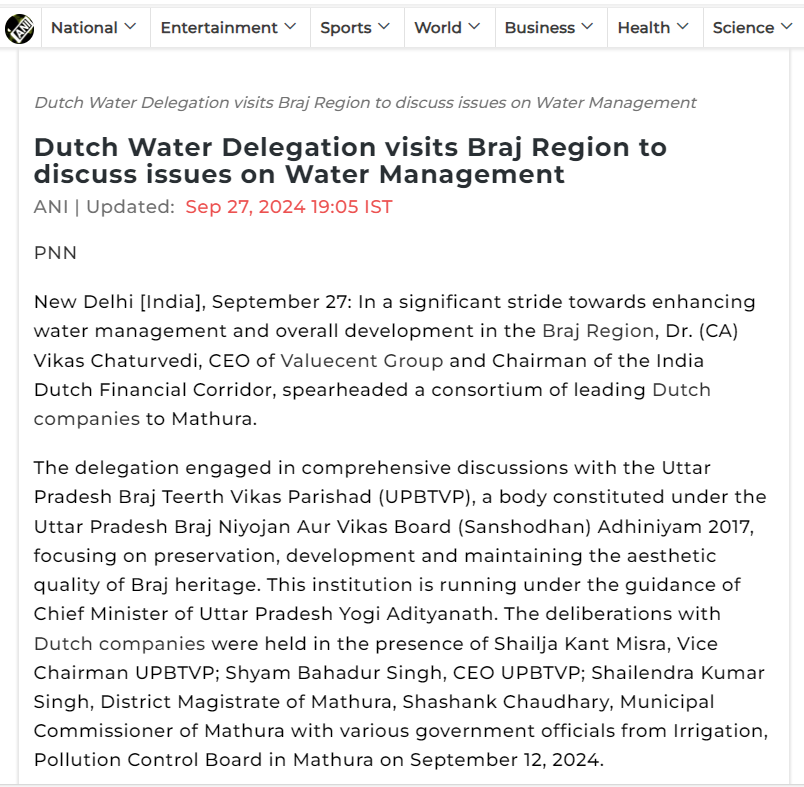 ANI National Entertainment Sports World Business Health Science
Dutch Water Delegation visits Braj Region to discuss issues on Water Management
Dutch Water Delegation visits Braj Region to
discuss issues on Water Management
ANI | Updated: Sep 27, 2024 19:05 IST
PNN
New Delhi [India], September 27: In a significant stride towards enhancing
water management and overall development in the Braj Region, Dr. (CA)
Vikas Chaturvedi, CEO of Valuecent Group and Chairman of the India
Dutch Financial Corridor, spearheaded a consortium of leading Dutch
companies to Mathura.
The delegation engaged in comprehensive discussions with the Uttar
Pradesh Braj Teerth Vikas Parishad (UPBTVP), a body constituted under the
Uttar Pradesh Braj Niyojan Aur Vikas Board (Sanshodhan) Adhiniyam 2017,
focusing on preservation, development and maintaining the aesthetic
quality of Braj heritage. This institution is running under the guidance of
Chief Minister of Uttar Pradesh Yogi Adityanath. The deliberations with
Dutch companies were held in the presence of Shailja Kant Misra, Vice
Chairman UPBTVP; Shyam Bahadur Singh, CEO UPBTVP; Shailendra Kumar
Singh, District Magistrate of Mathura, Shashank Chaudhary, Municipal
Commissioner of Mathura with various government officials from Irrigation,
Pollution Control Board in Mathura on September 12, 2024.